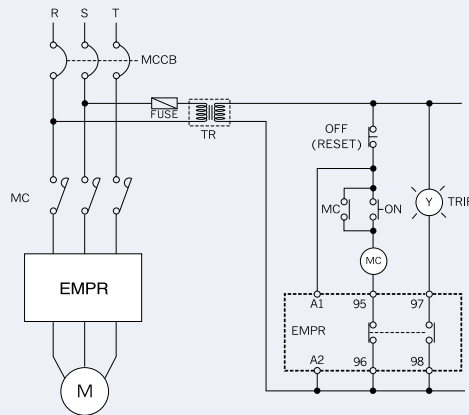 R S T
MCCB
FUSE
TR
OFF
(RESET)
MC
MC
ON
Y
TRIP
MC
EMPR
A1 95 97
EMPR
A2 96 98
M